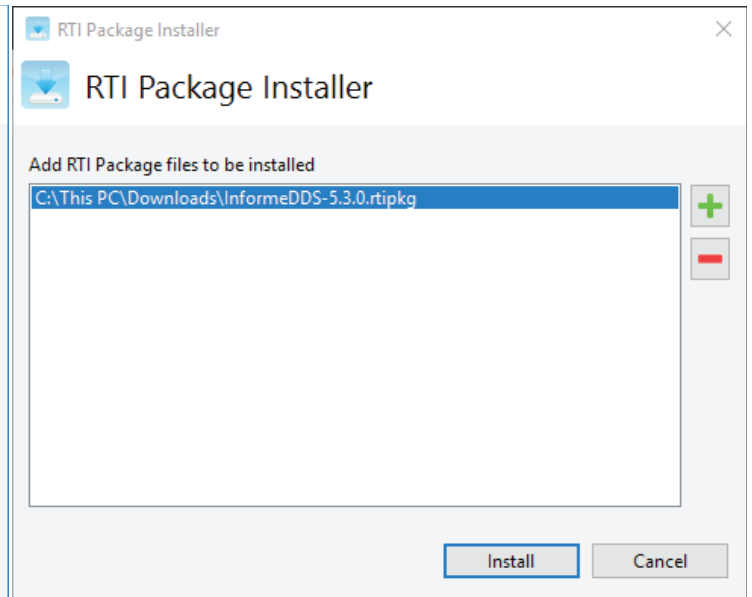 RTI Package Installer
RTI Package Installer
Add RTI Package files to be installed
C:\This PC\Downloads\InformeDDS-5.3.0.rtipkg
Install
Cancel